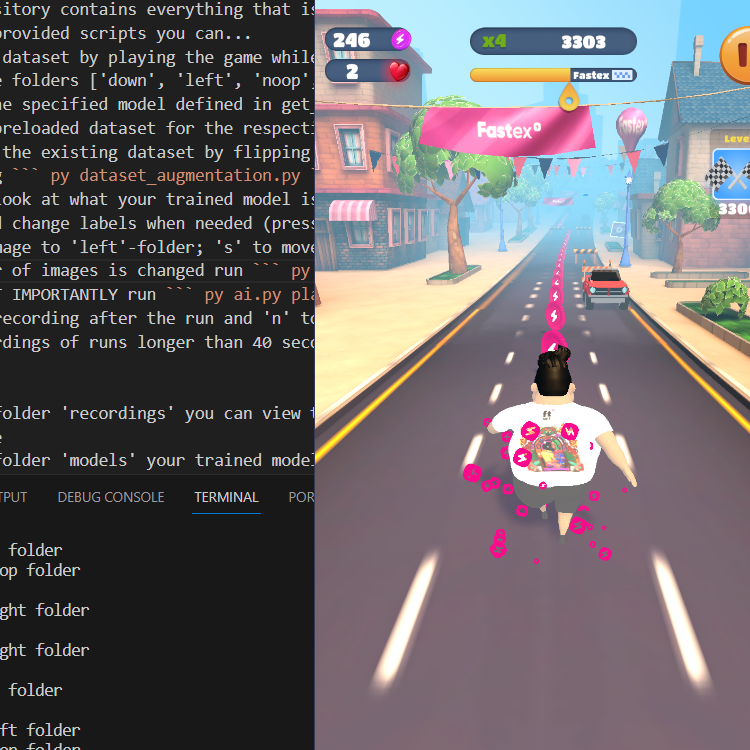 sitory contains everything that is
provided scripts you can...
dataset by playing the game while
e folders ['down', 'left', 'noop',
he specified model defined in get_
preloaded dataset for the respecti
the existing dataset by flipping
g ``` py dataset_augmentation.py
look at what your trained model is
d change labels when needed (press
mage to 'left'-folder; 's' to move
r of images is changed run ``` py
T IMPORTANTLY run ``` py ai.py pla
recording after the run and 'n' to
rdings of runs longer than 40 seco
folder 'recordings' you can view t
e
folder 'models' your trained model
TPUT DEBUG CONSOLE TERMINAL POR
folder
op folder
ght folder
ght folder
folder
ft folder
op folder
246
x4 3303
2
Fastex
Fastex
Fastex
Level
3300